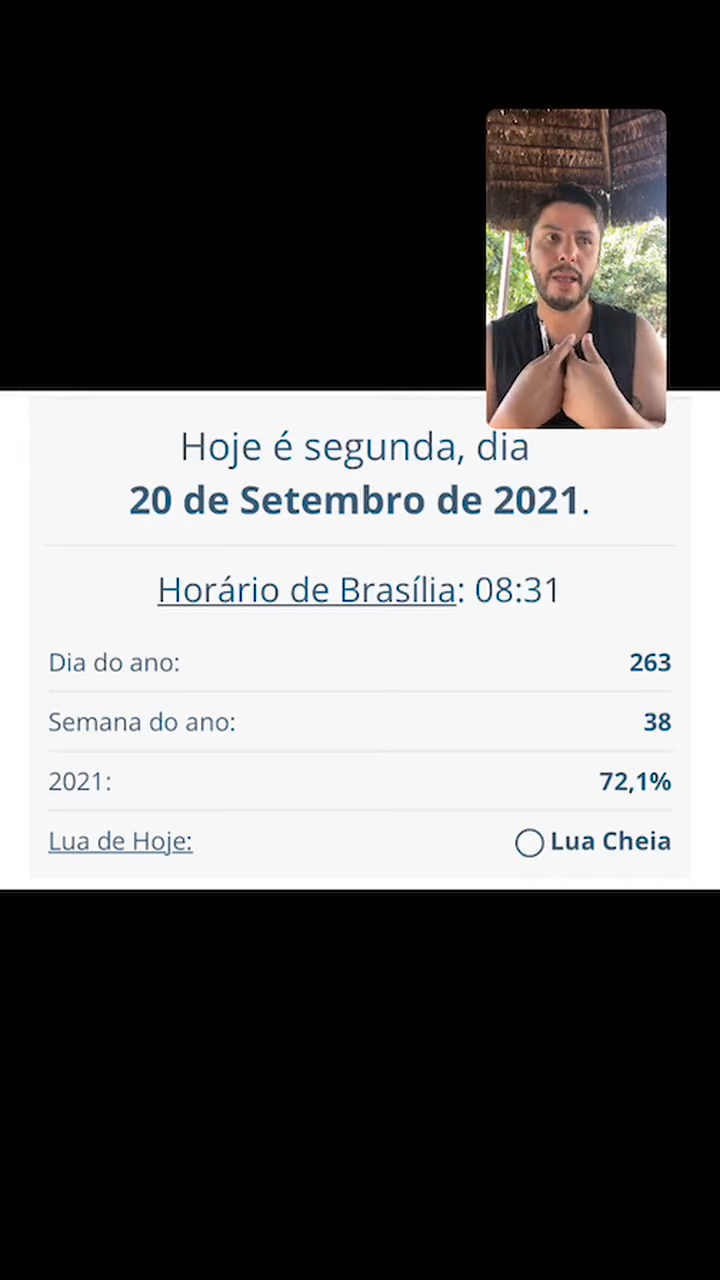 Hoje é segunda, dia
20 de Setembro de 2021.
Horário de Brasília: 08:31
Dia do ano: 263
Semana do ano: 38
2021: 72,1%
Lua de Hoje: Lua Cheia